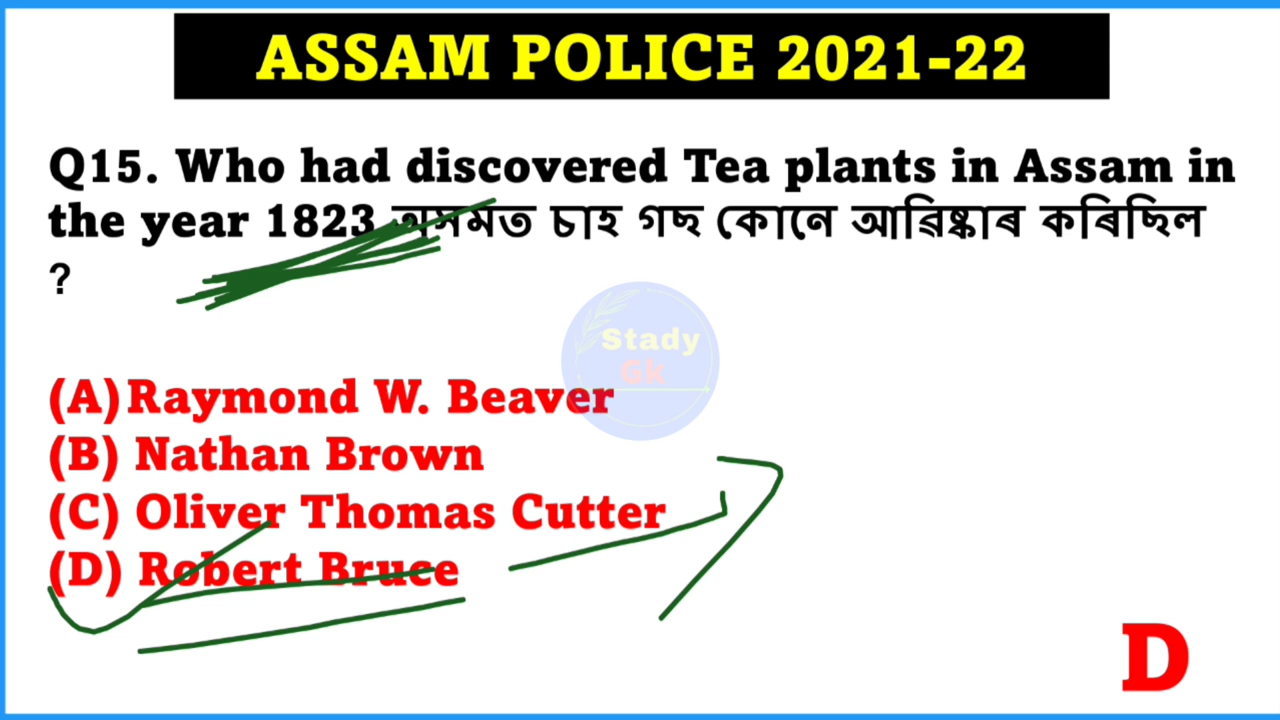 ASSAM POLICE 2021-22
Q15. Who had discovered Tea plants in Assam in
the year 1823 অসমত চাহ গছ কোনে আৱিষ্কাৰ কৰিছিল
?
Stady
Gk
(A) Raymond W. Beaver
(B) Nathan Brown
(C) Oliver Thomas Cutter
(D) Robert Bruce
D